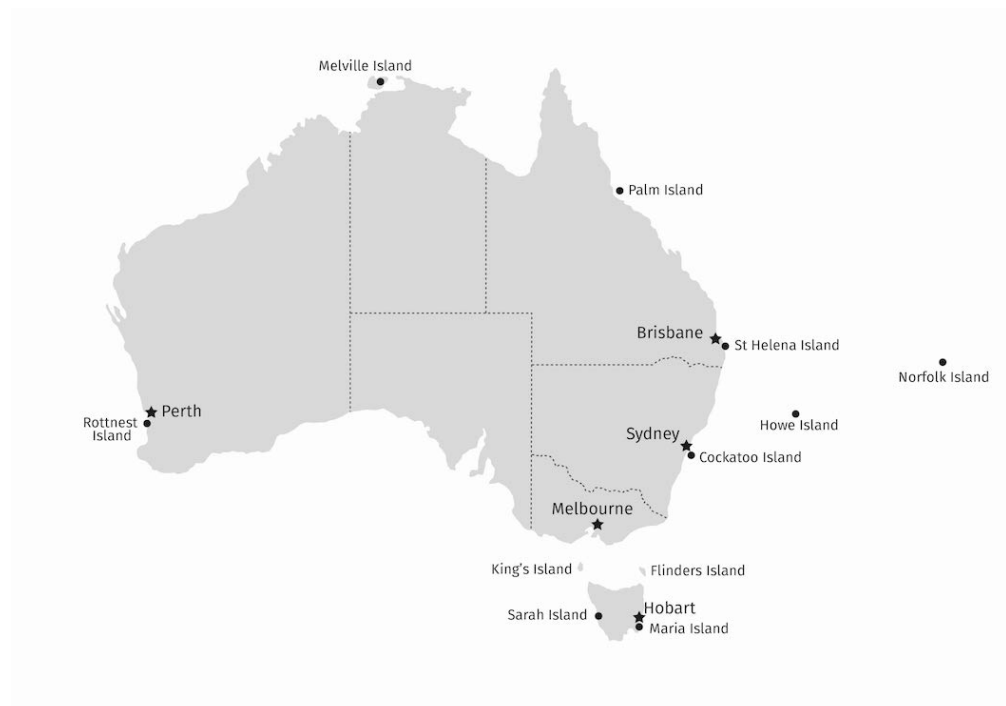 Melville Island
Palm Island
Brisbane
St Helena Island
Norfolk Island
Perth
Rottnest
Island
Howe Island
Sydney
Cockatoo Island
Melbourne
King’s Island
Flinders Island
Hobart
Sarah Island
Maria Island